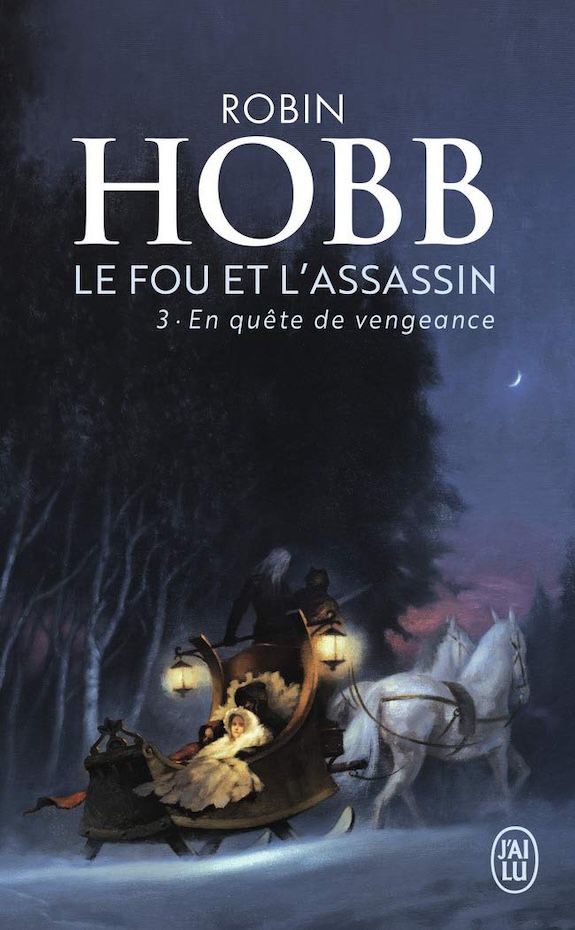 ROBIN
HOBB
LE FOU ET L'ASSASSIN
3 · En quête de vengeance
J'AI
LU